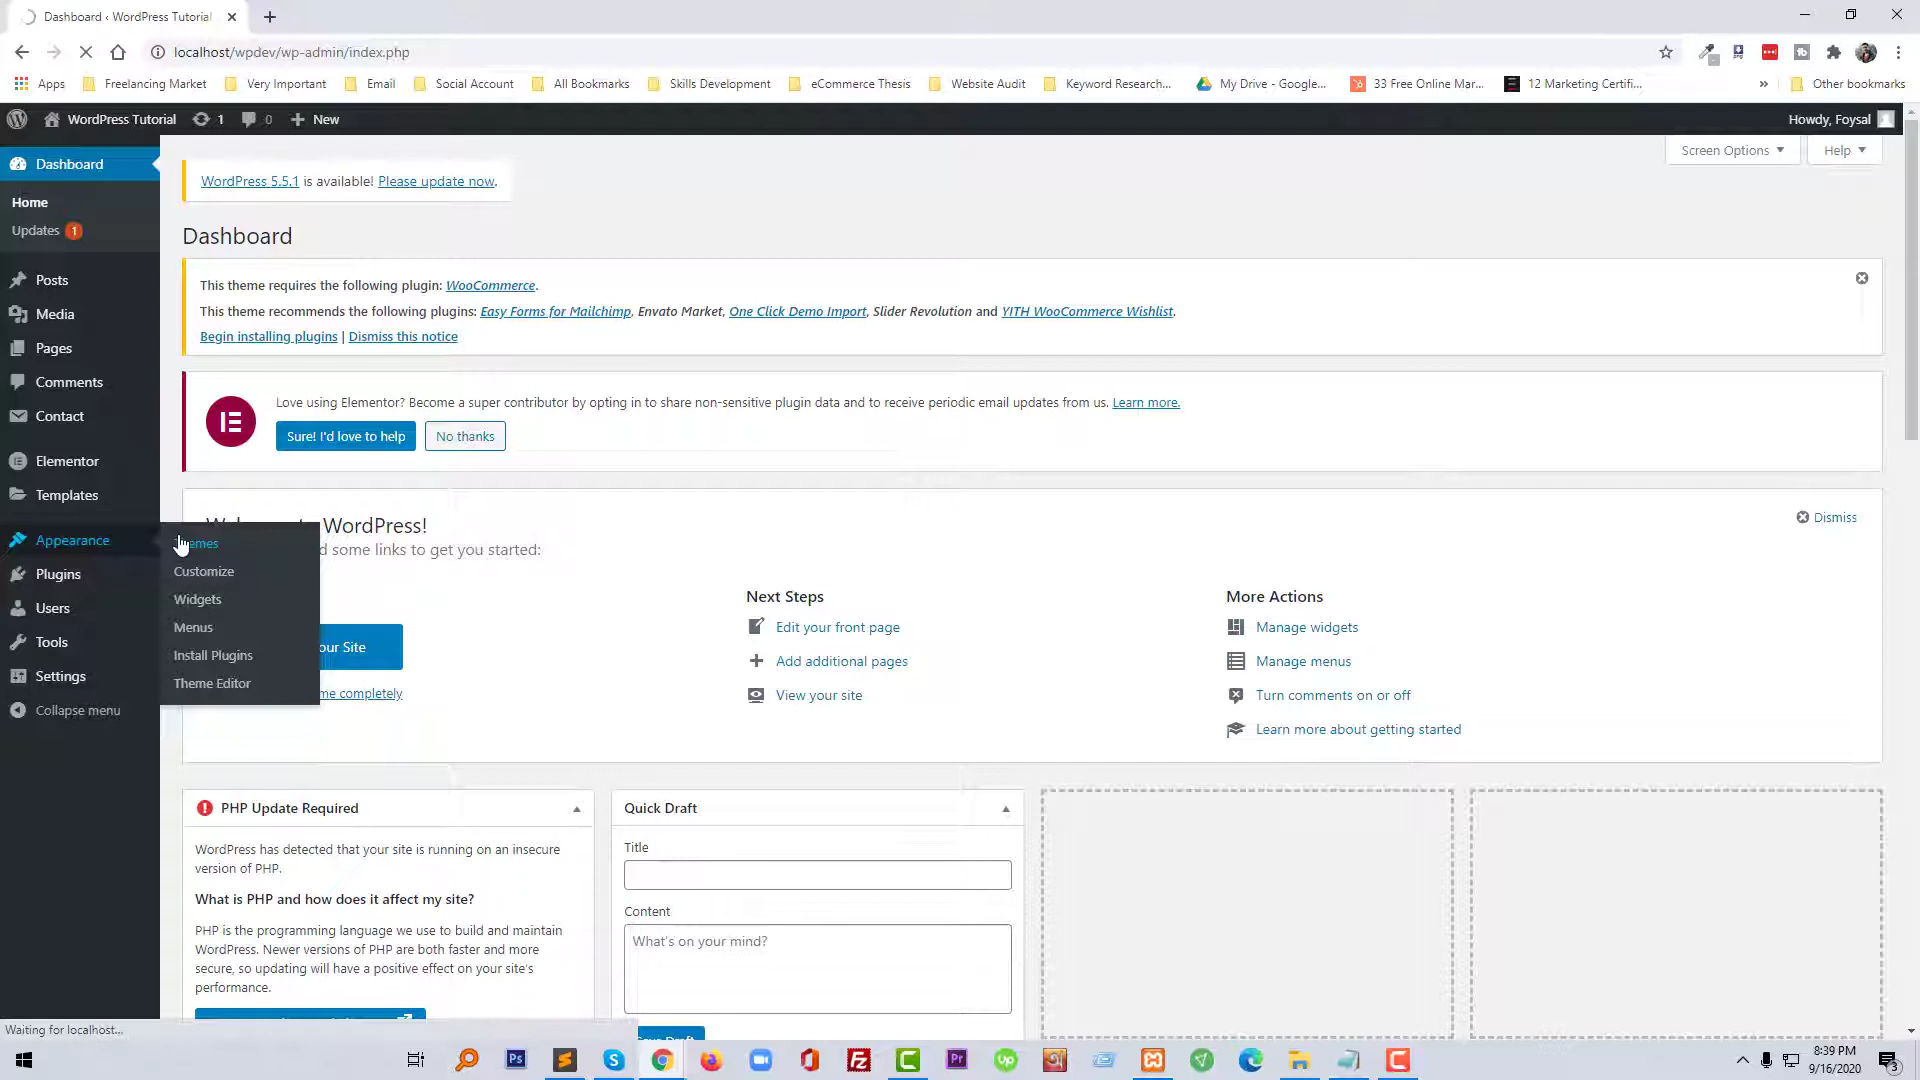 Dashboard ‹ WordPress Tutorial
localhost/wpdev/wp-admin/index.php
Apps Freelancing Market Very Important Email Social Account All Bookmarks Skills Development eCommerce Thesis Website Audit Keyword Research... My Drive - Google... 33 Free Online Mar... 12 Marketing Certifi... » Other bookmarks
WordPress Tutorial 1 0 + New Howdy, Foysal
Dashboard
Home
Updates 1
Posts
Media
Pages
Comments
Contact
Elementor
Templates
Appearance
Plugins
Users
Tools
Settings
Collapse menu
Customize
Widgets
Menus
Install Plugins
Theme Editor
Screen Options Help
WordPress 5.5.1 is available! Please update now.
Dashboard
This theme requires the following plugin: WooCommerce.
This theme recommends the following plugins: Easy Forms for Mailchimp, Envato Market, One Click Demo Import, Slider Revolution and YITH WooCommerce Wishlist.
Begin installing plugins | Dismiss this notice
Love using Elementor? Become a super contributor by opting in to share non-sensitive plugin data and to receive periodic email updates from us. Learn more.
Sure! I'd love to help No thanks
WordPress!
Dismiss
some links to get you started:
Site
completely
Next Steps
Edit your front page
Add additional pages
View your site
More Actions
Manage widgets
Manage menus
Turn comments on or off
Learn more about getting started
PHP Update Required
WordPress has detected that your site is running on an insecure
version of PHP.
What is PHP and how does it affect my site?
PHP is the programming language we use to build and maintain
WordPress. Newer versions of PHP are both faster and more
secure, so updating will have a positive effect on your site's
performance.
Quick Draft
Title
Content
What's on your mind?
Waiting for localhost...
8:39 PM
9/16/2020
3